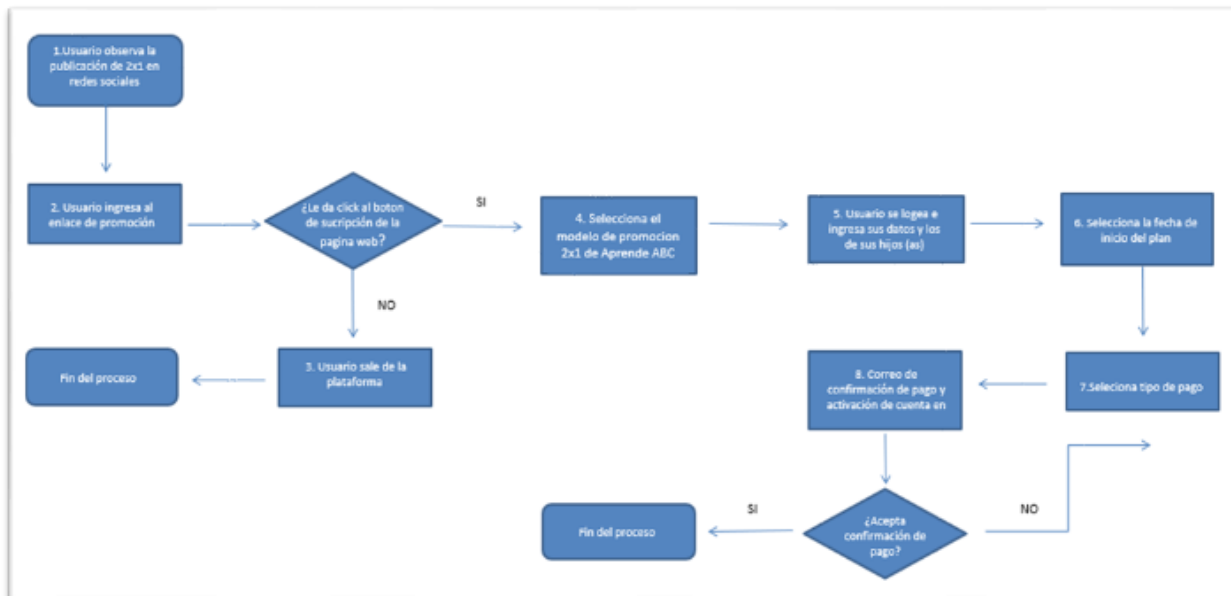 1.Usuario observa la
publicación de 2x1 en
redes sociales
2. Usuario ingresa al
enlace de promoción
¿Le da click al boton
de sucripción de la
pagina web?
SI
4. Selecciona el
modelo de promocion
2x1 de Aprende ABC
5. Usuario se logea e
ingresa sus datos y los
de sus hijos (as)
6. Selecciona la fecha de
inicio del plan
NO
Fin del proceso
3. Usuario sale de la
plataforma
8. Correo de
confirmación de pago y
activación de cuenta en
7.Seleciona tipo de pago
Fin del proceso
SI
¿Acepta
confirmación de
pago?
NO